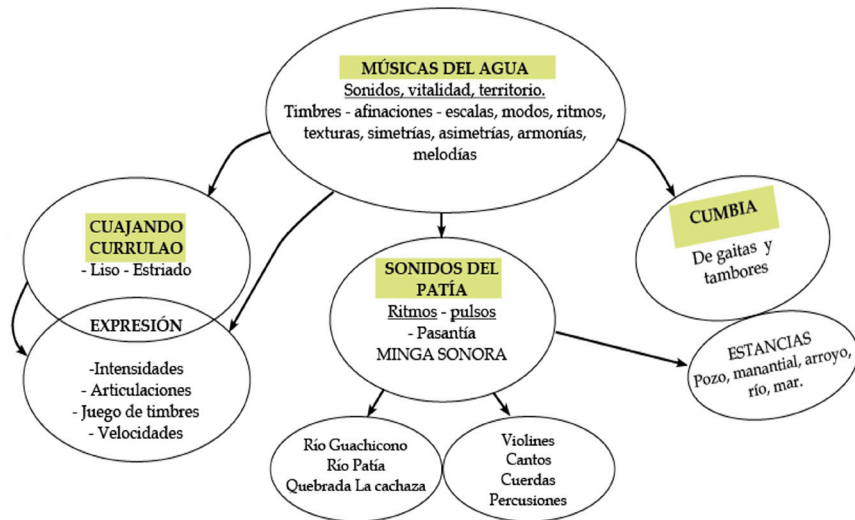 MÚSICAS DEL AGUA
Sonidos, vitalidad, territorio.
Timbres - afinaciones - escalas, modos, ritmos,
texturas, simetrías, asimetrías, armonías,
melodías
CUAJANDO
CURRULAO
- Liso - Estriado
EXPRESIÓN
-Intensidades
- Articulaciones
- Juego de timbres
- Velocidades
SONIDOS DEL
PATÍA
Ritmos - pulsos
- Pasantía
MINGA SONORA
CUMBIA
De gaitas y
tambores
ESTANCIAS
Pozo, manantial, arroyo,
río, mar.
Río Guachicono
Río Patía
Quebrada La cachaza
Violines
Cantos
Cuerdas
Percusiones